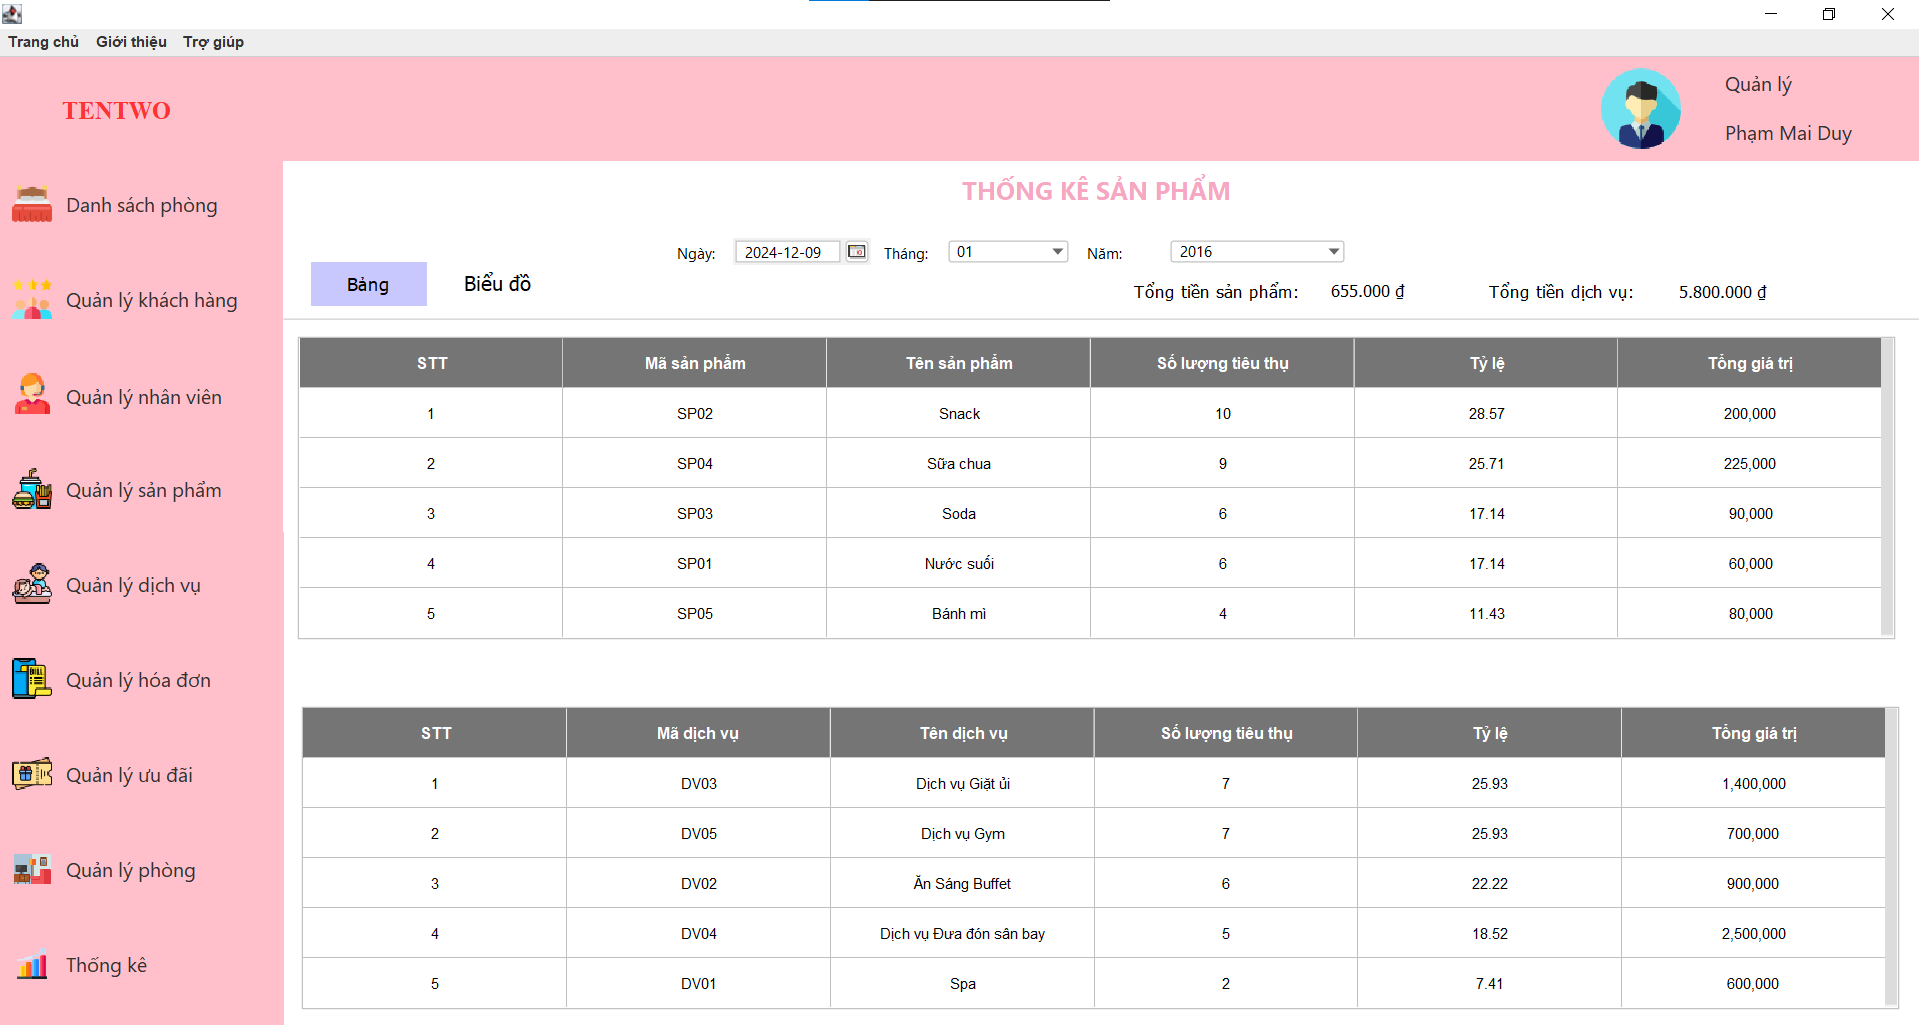 Trang chủ Giới thiệu Trợ giúp
TENTWO
Quản lý
Phạm Mai Duy
Danh sách phòng
Quản lý khách hàng
Quản lý nhân viên
Quản lý sản phẩm
Quản lý dịch vụ
Quản lý hóa đơn
Quản lý ưu đãi
Quản lý phòng
Thống kê
THỐNG KÊ SẢN PHẨM
Ngày: 2024-12-09 Tháng: 01 Năm: 2016
Bảng Biểu đồ
Tổng tiền sản phẩm: 655.000 ₫ Tổng tiền dịch vụ: 5.800.000 ₫
STT Mã sản phẩm Tên sản phẩm Số lượng tiêu thụ Tỷ lệ Tổng giá trị
1 SP02 Snack 10 28.57 200,000
2 SP04 Sữa chua 9 25.71 225,000
3 SP03 Soda 6 17.14 90,000
4 SP01 Nước suối 6 17.14 60,000
5 SP05 Bánh mì 4 11.43 80,000
STT Mã dịch vụ Tên dịch vụ Số lượng tiêu thụ Tỷ lệ Tổng giá trị
1 DV03 Dịch vụ Giặt ủi 7 25.93 1,400,000
2 DV05 Dịch vụ Gym 7 25.93 700,000
3 DV02 Ăn Sáng Buffet 6 22.22 900,000
4 DV04 Dịch vụ Đưa đón sân bay 5 18.52 2,500,000
5 DV01 Spa 2 7.41 600,000